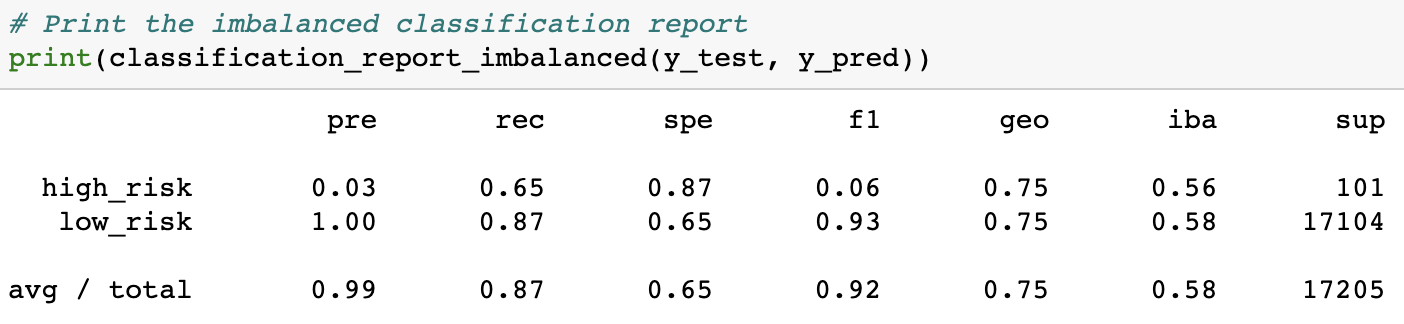 # Print the imbalanced classification report
print(classification_report_imbalanced(y_test, y_pred))
pre rec spe f1 geo iba sup
high_risk 0.03 0.65 0.87 0.06 0.75 0.56 101
low_risk 1.00 0.87 0.65 0.93 0.75 0.58 17104
avg / total 0.99 0.87 0.65 0.92 0.75 0.58 17205